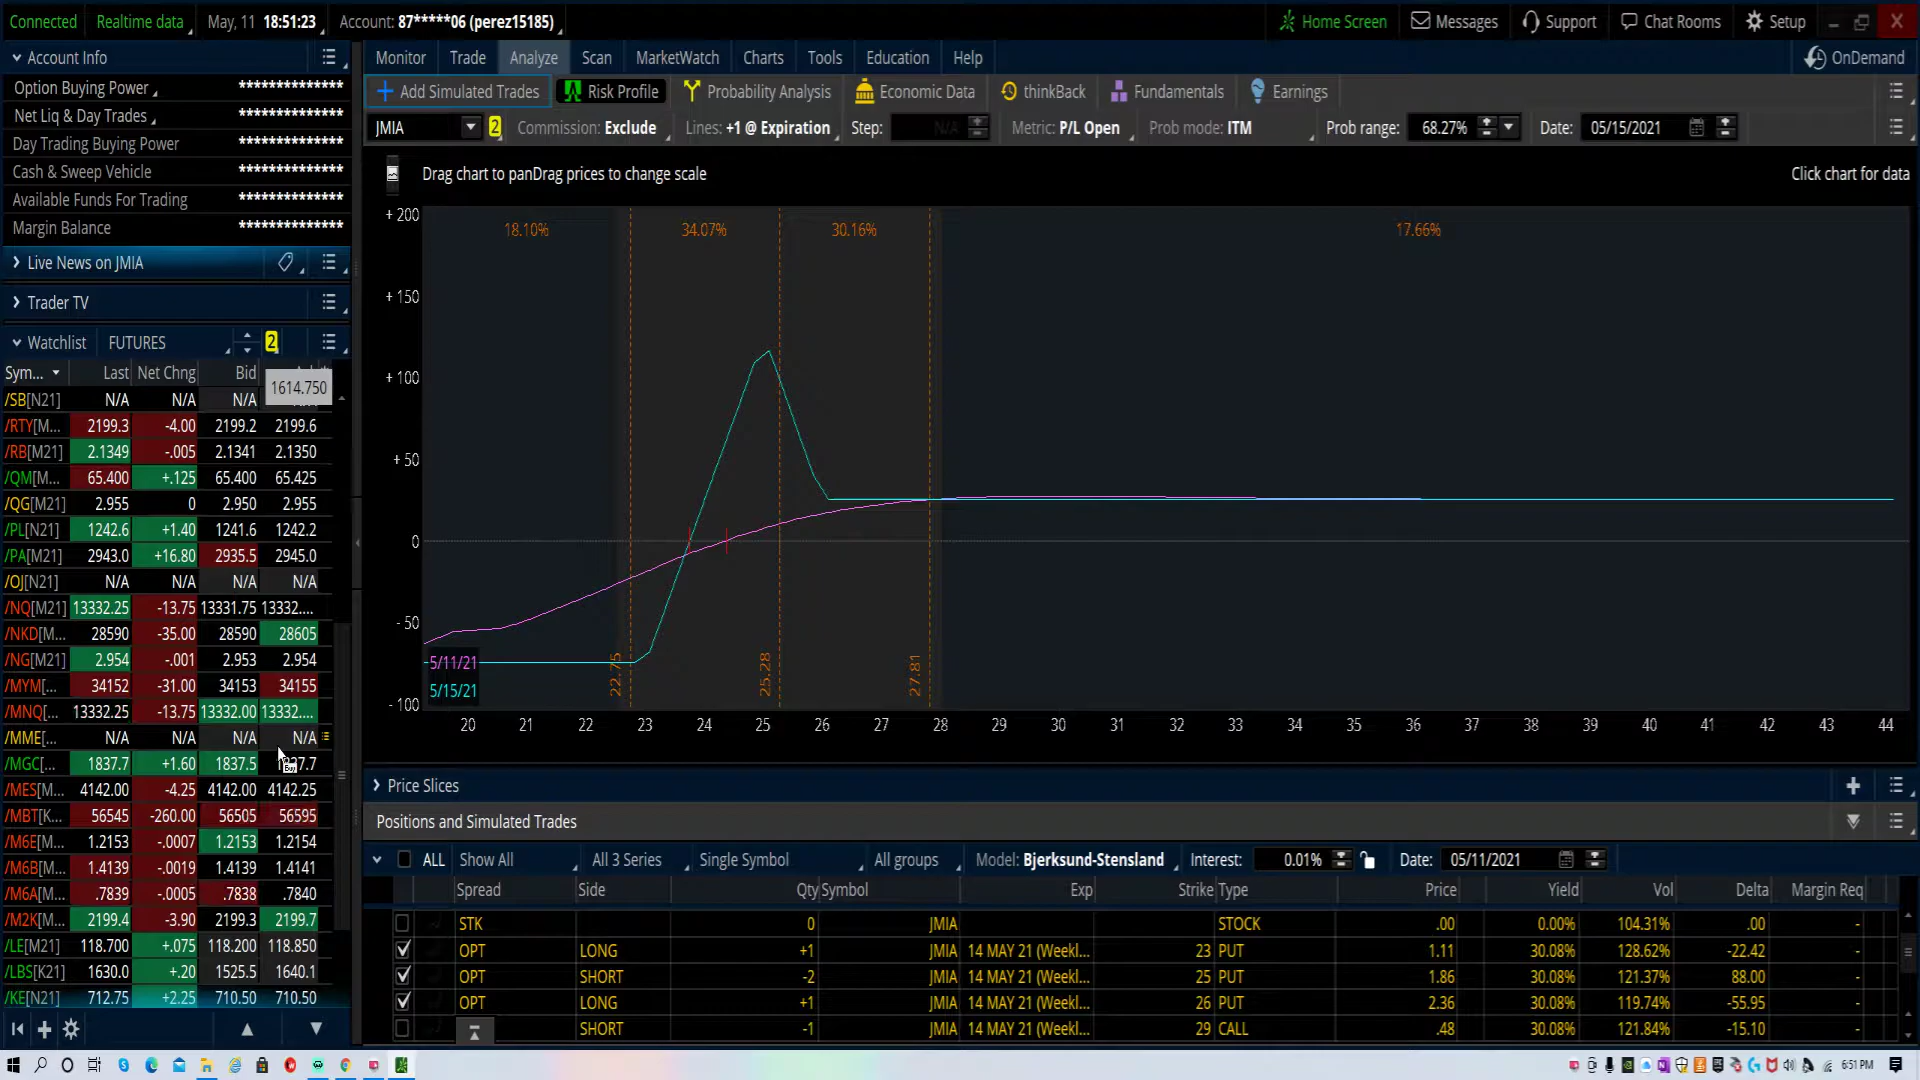 Connected Realtime data May, 11 18:51:23 Account: 87*****06 (perez15185) Home Screen Messages Support Chat Rooms Setup
Account Info Monitor Trade Analyze Scan MarketWatch Charts Tools Education Help OnDemand
Option Buying Power **************
Add Simulated Trades Risk Profile Probability Analysis Economic Data thinkBack Fundamentals Earnings
Net Liq & Day Trades **************
JMIA 2 Commission: Exclude Lines: +1 @ Expiration Step: N/A Metric: P/L Open Prob mode: ITM Prob range: 68.27% Date: 05/15/2021
Day Trading Buying Power **************
Cash & Sweep Vehicle **************
Available Funds For Trading **************
Margin Balance **************
Drag chart to panDrag prices to change scale Click chart for data
Live News on JMIA
Trader TV
Watchlist FUTURES 2
Sym... Last Net Chng Bid
1614.750
/SB[N21] N/A N/A N/A
/RTY[M... 2199.3 -4.00 2199.2 2199.6
/RB[M21] 2.1349 -.005 2.1341 2.1350
/QM[M... 65.400 +.125 65.400 65.425
/QG[M21] 2.955 0 2.950 2.955
/PL[N21] 1242.6 +1.40 1241.6 1242.2
/PA[M21] 2943.0 +16.80 2935.5 2945.0
/OJ[N21] N/A N/A N/A N/A
/NQ[M21] 13332.25 -13.75 13331.75 13332....
/NKD[M... 28590 -35.00 28590 28605
/NG[M21] 2.954 -.001 2.953 2.954
/MYM[... 34152 -31.00 34153 34155
/MNQ[... 13332.25 -13.75 13332.00 13332....
/MME[... N/A N/A N/A N/A
/MGC[... 1837.7 +1.60 1837.5
/MES[M... 4142.00 -4.25 4142.00 4142.25
/MBT[K... 56545 -260.00 56505 56595
/M6E[M... 1.2153 -.0007 1.2153 1.2154
/M6B[M... 1.4139 -.0019 1.4139 1.4141
/M6A[M... .7839 -.0005 .7838 .7840
/M2K[M... 2199.4 -3.90 2199.3 2199.7
/LE[M21] 118.700 +.075 118.200 118.850
/LBS[K21] 1630.0 +.20 1525.5 1640.1
/KE[N21] 712.75 +2.25 710.50 710.50
18.10% 34.07% 30.16% 17.66%
+ 200
+ 150
+ 100
+ 50
0
- 50
- 100
5/11/21
5/15/21
22.75 25.28 27.81
20 21 22 23 24 25 26 27 28 29 30 31 32 33 34 35 36 37 38 39 40 41 42 43 44
Price Slices
Positions and Simulated Trades
ALL Show All All 3 Series Single Symbol All groups Model: Bjerksund-Stensland Interest: 0.01% Date: 05/11/2021
Spread Side Qty Symbol Exp Strike Type Price Yield Vol Delta Margin Req
STK 0 JMIA STOCK .00 0.00% 104.31% .00 -
OPT LONG +1 JMIA 14 MAY 21 (Weekl... 23 PUT 1.11 30.08% 128.62% -22.42 -
OPT SHORT -2 JMIA 14 MAY 21 (Weekl... 25 PUT 1.86 30.08% 121.37% 88.00 -
OPT LONG +1 JMIA 14 MAY 21 (Weekl... 26 PUT 2.36 30.08% 119.74% -55.95 -
SHORT -1 JMIA 14 MAY 21 (Weekl... 29 CALL .48 30.08% 121.84% -15.10 -
6:51 PM